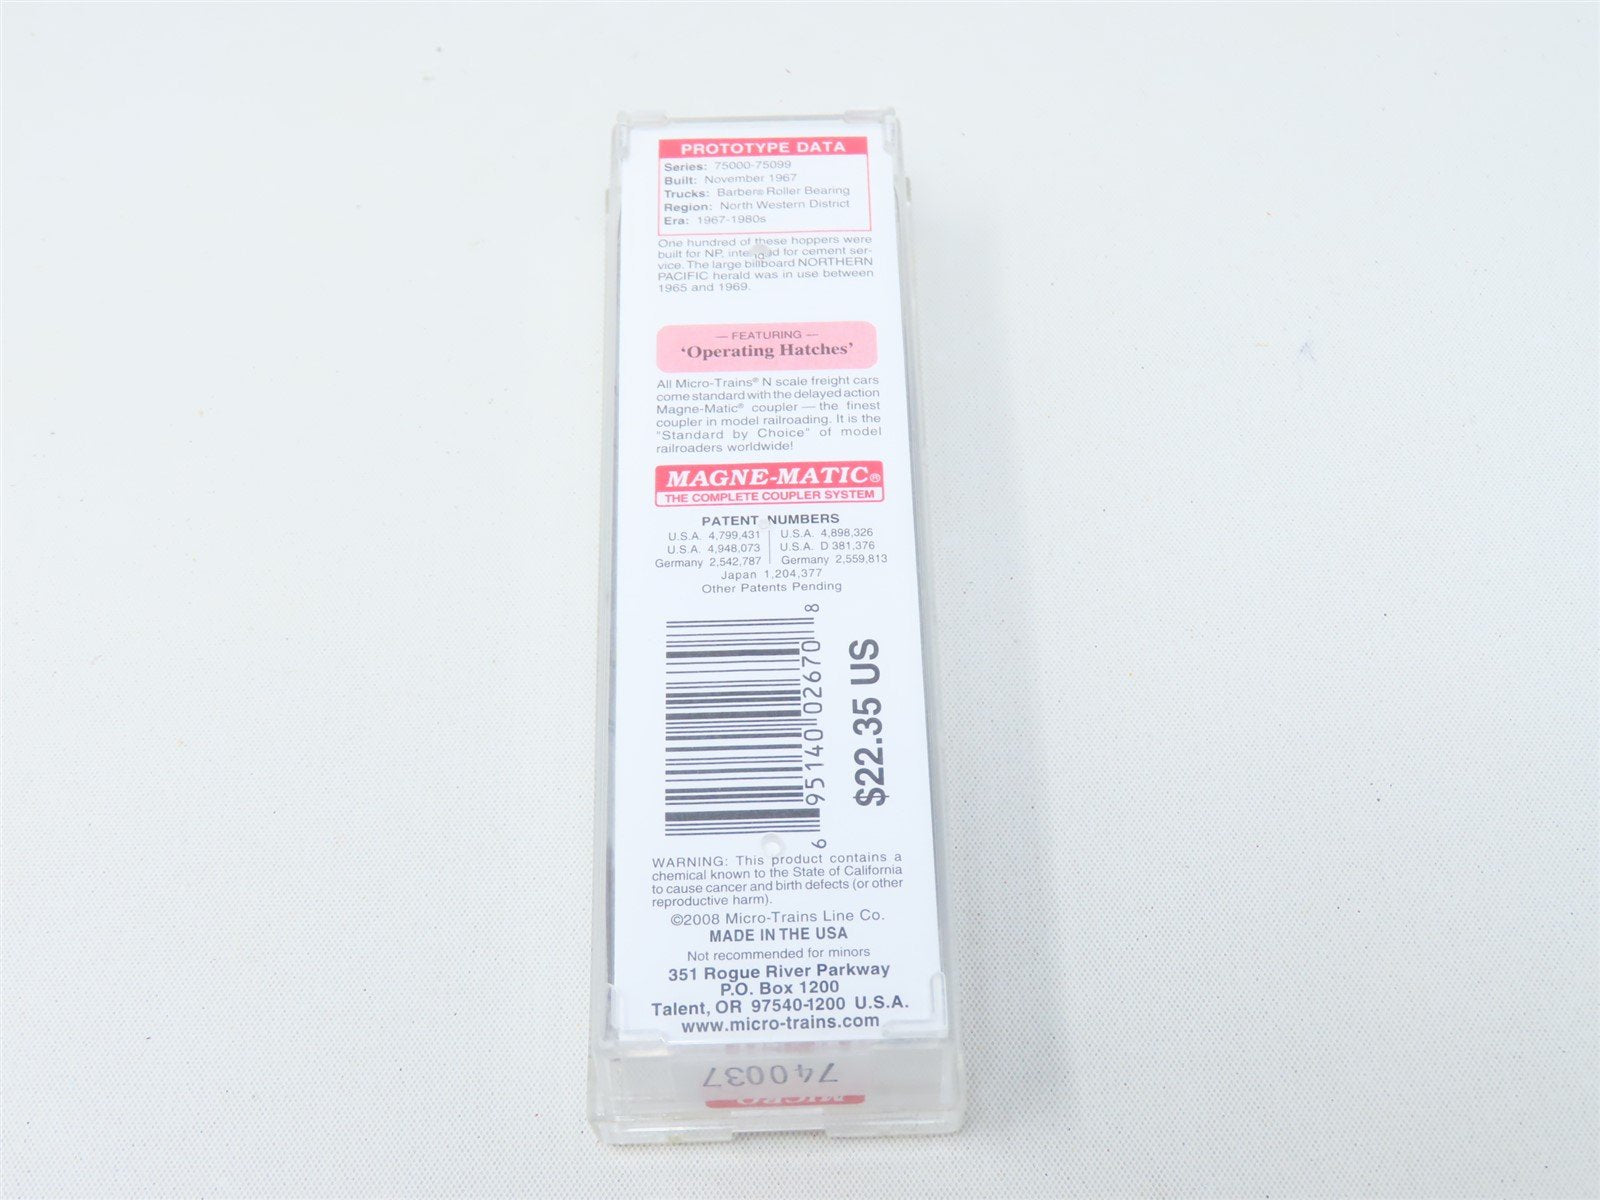 PROTOTYPE DATA
Series: 75000-75099
Built: November 1967
Trucks: Barber® Roller Bearing
Region: North Western District
Era: 1967-1980s
One hundred of these hoppers were
built for NP, for cement ser-
vice. The large billboard NORTHERN
PACIFIC herald was in use between
1965 and 1969.
— FEATURING —
'Operating Hatches'
All Micro-Trains® N scale freight cars
come standard with the delayed action
Magne-Matic® coupler — the finest
coupler in model railroading. It is the
"Standard by Choice" of model
railroaders worldwide!
MAGNE-MATIC®
THE COMPLETE COUPLER SYSTEM
PATENT NUMBERS
U.S.A. 4,799,431 U.S.A. 4,898,326
U.S.A. 4,948,073 U.S.A. D 381,376
Germany 2,542,787 Germany 2,559,813
Japan 1,204,377
Other Patents Pending
6 95140 02670 8
$22.35 US
WARNING: This product contains a
chemical known to the State of California
to cause cancer and birth defects (or other
reproductive harm).
©2008 Micro-Trains Line Co.
MADE IN THE USA
Not recommended for minors
351 Rogue River Parkway
P.O. Box 1200
Talent, OR 97540-1200 U.S.A.
www.micro-trains.com
740037
MICRO